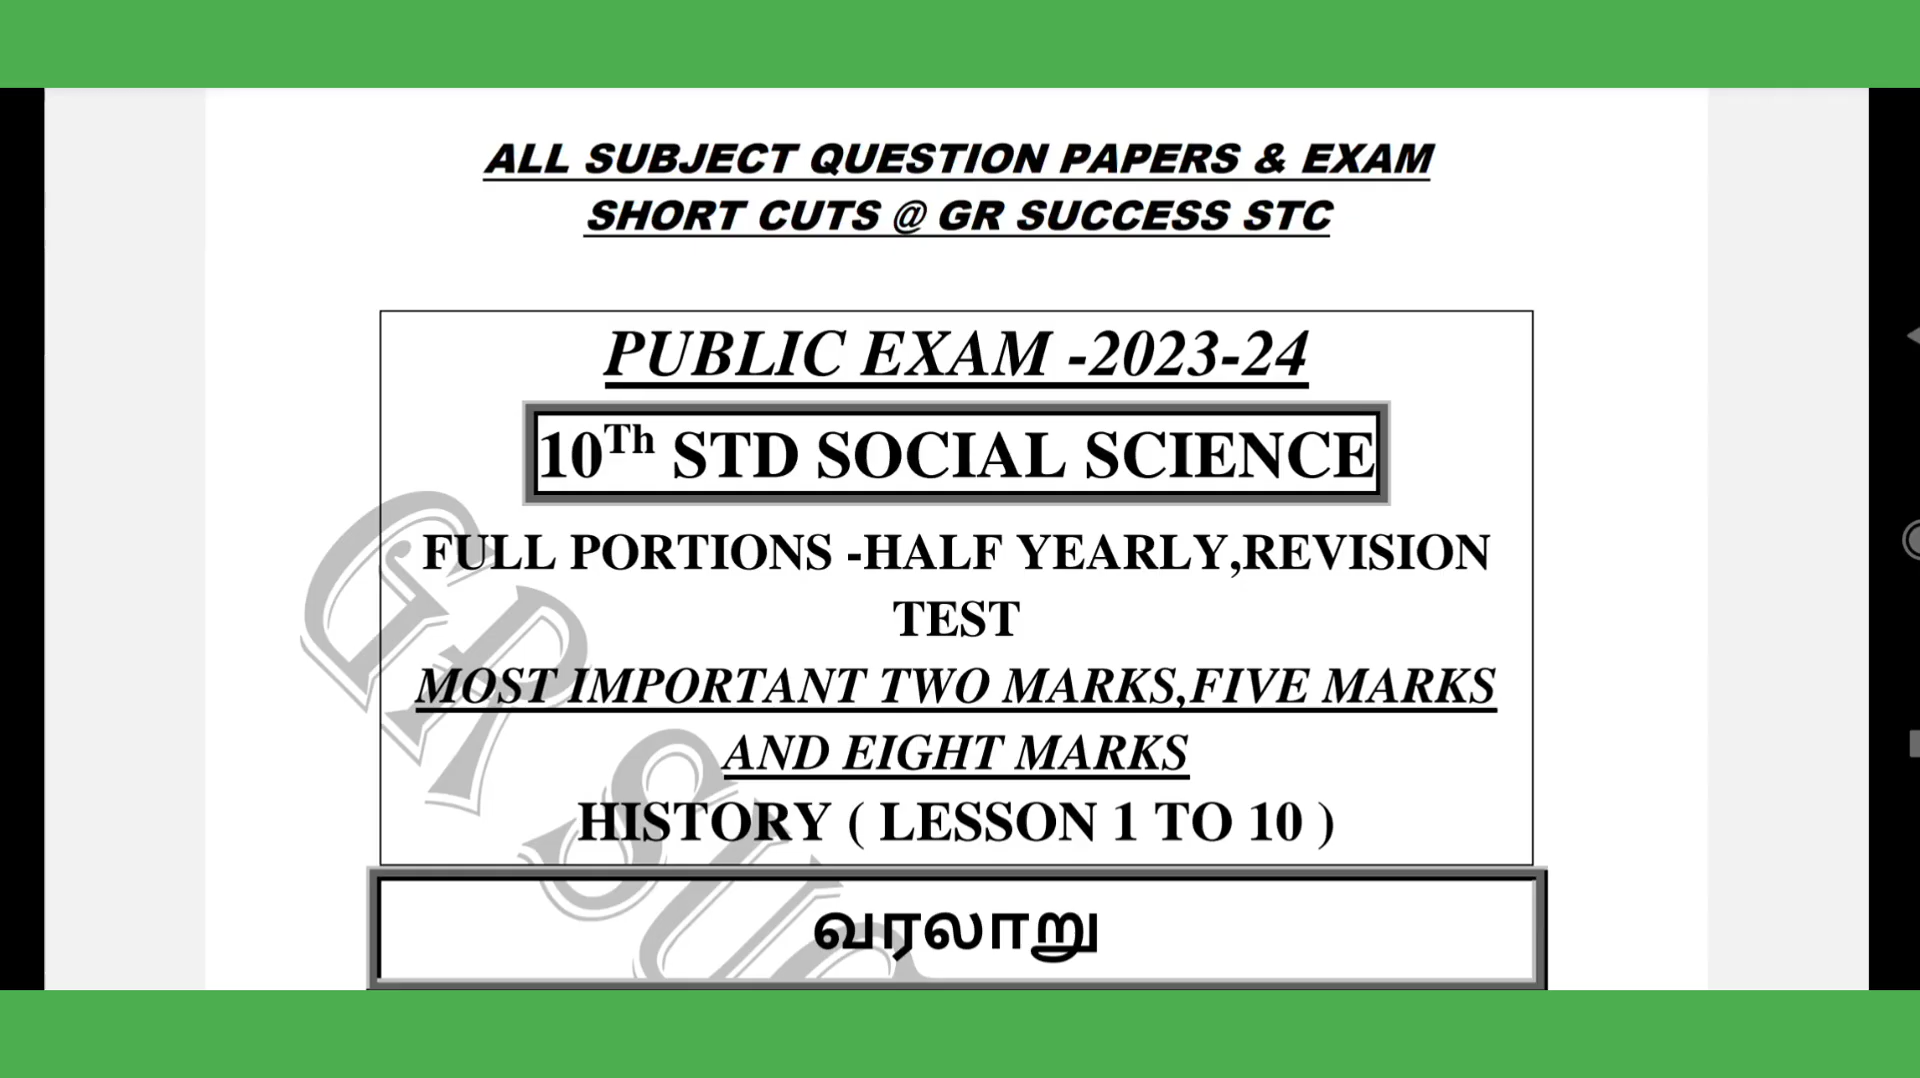 ALL SUBJECT QUESTION PAPERS & EXAM
SHORT CUTS @ GR SUCCESS STC
PUBLIC EXAM -2023-24
10Th STD SOCIAL SCIENCE
FULL PORTIONS -HALF YEARLY,REVISION
TEST
MOST IMPORTANT TWO MARKS,FIVE MARKS
AND EIGHT MARKS
HISTORY ( LESSON 1 TO 10 )
வரலாறு
GR SUC